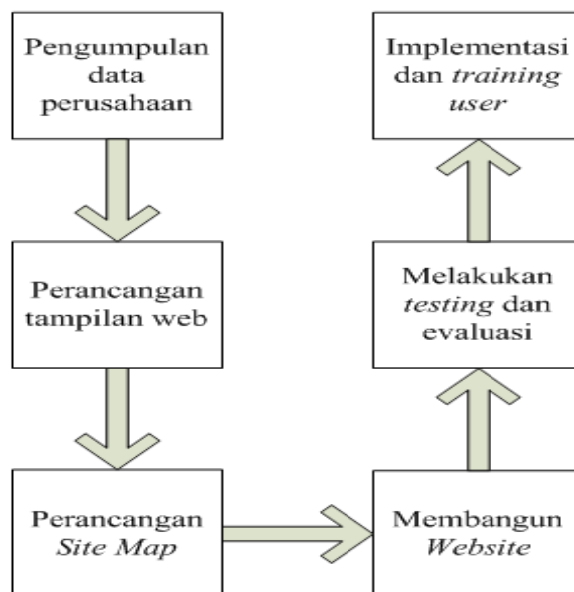 Pengumpulan
data
perusahaan
Perancangan
tampilan web
Perancangan
Site Map
Membangun
Website
Melakukan
testing dan
evaluasi
Implementasi
dan training
user